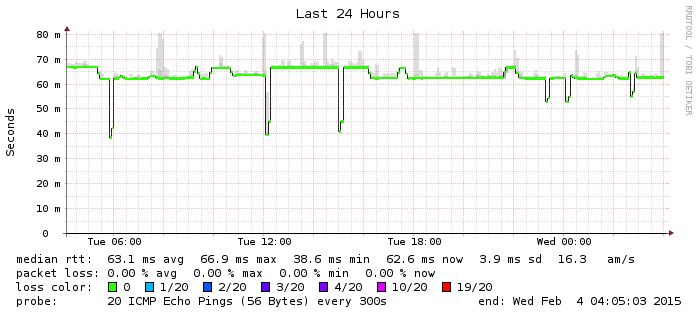 Last 24 Hours
RRDTOOL / TOBI OETIKER
Seconds
80 m
70 m
60 m
50 m
40 m
30 m
20 m
10 m
0
Tue 06:00 Tue 12:00 Tue 18:00 Wed 00:00
median rtt: 63.1 ms avg 66.9 ms max 38.6 ms min 62.6 ms now 3.9 ms sd 16.3 am/s
packet loss: 0.00 % avg 0.00 % max 0.00 % min 0.00 % now
loss color: 0 1/20 2/20 3/20 4/20 10/20 19/20
probe: 20 ICMP Echo Pings (56 Bytes) every 300s end: Wed Feb 4 04:05:03 2015